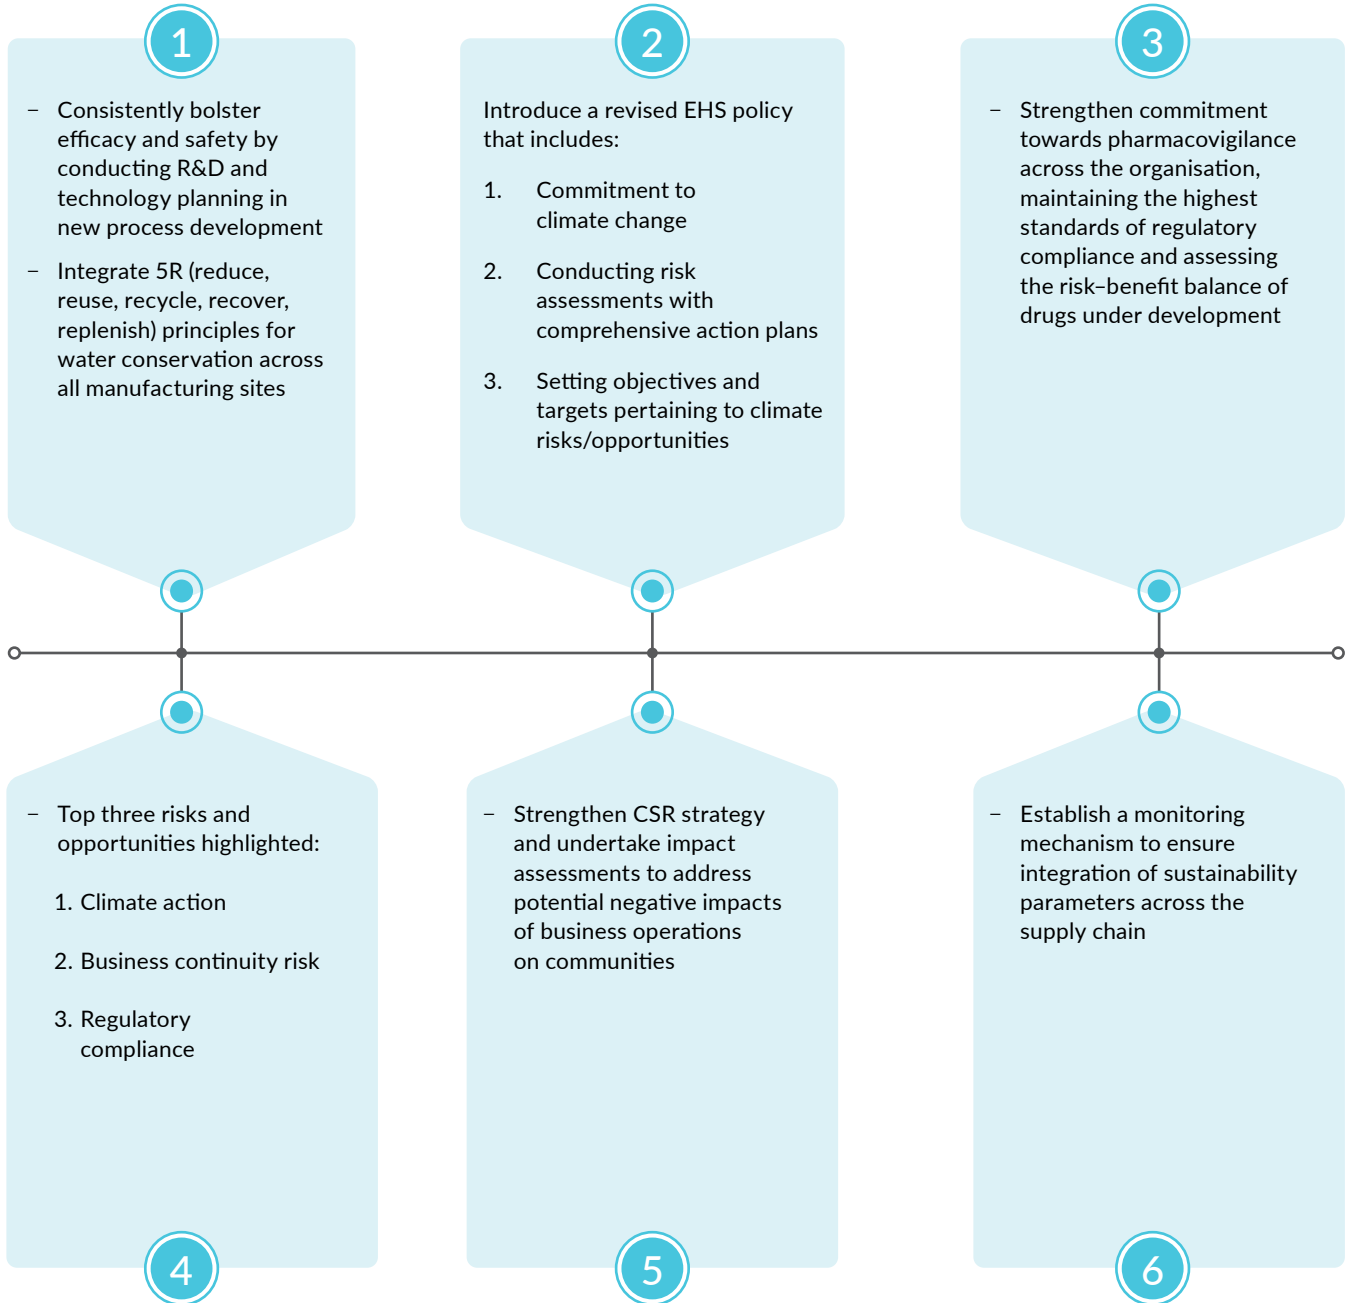 1
– Consistently bolster
efficacy and safety by
conducting R&D and
technology planning in
new process development
– Integrate 5R (reduce,
reuse, recycle, recover,
replenish) principles for
water conservation across
all manufacturing sites
2
Introduce a revised EHS policy
that includes:
1. Commitment to
climate change
2. Conducting risk
assessments with
comprehensive action plans
3. Setting objectives and
targets pertaining to climate
risks/opportunities
3
– Strengthen commitment
towards pharmacovigilance
across the organisation,
maintaining the highest
standards of regulatory
compliance and assessing
the risk–benefit balance of
drugs under development
– Top three risks and
opportunities highlighted:
1. Climate action
2. Business continuity risk
3. Regulatory
compliance
4
– Strengthen CSR strategy
and undertake impact
assessments to address
potential negative impacts
of business operations
on communities
5
– Establish a monitoring
mechanism to ensure
integration of sustainability
parameters across the
supply chain
6